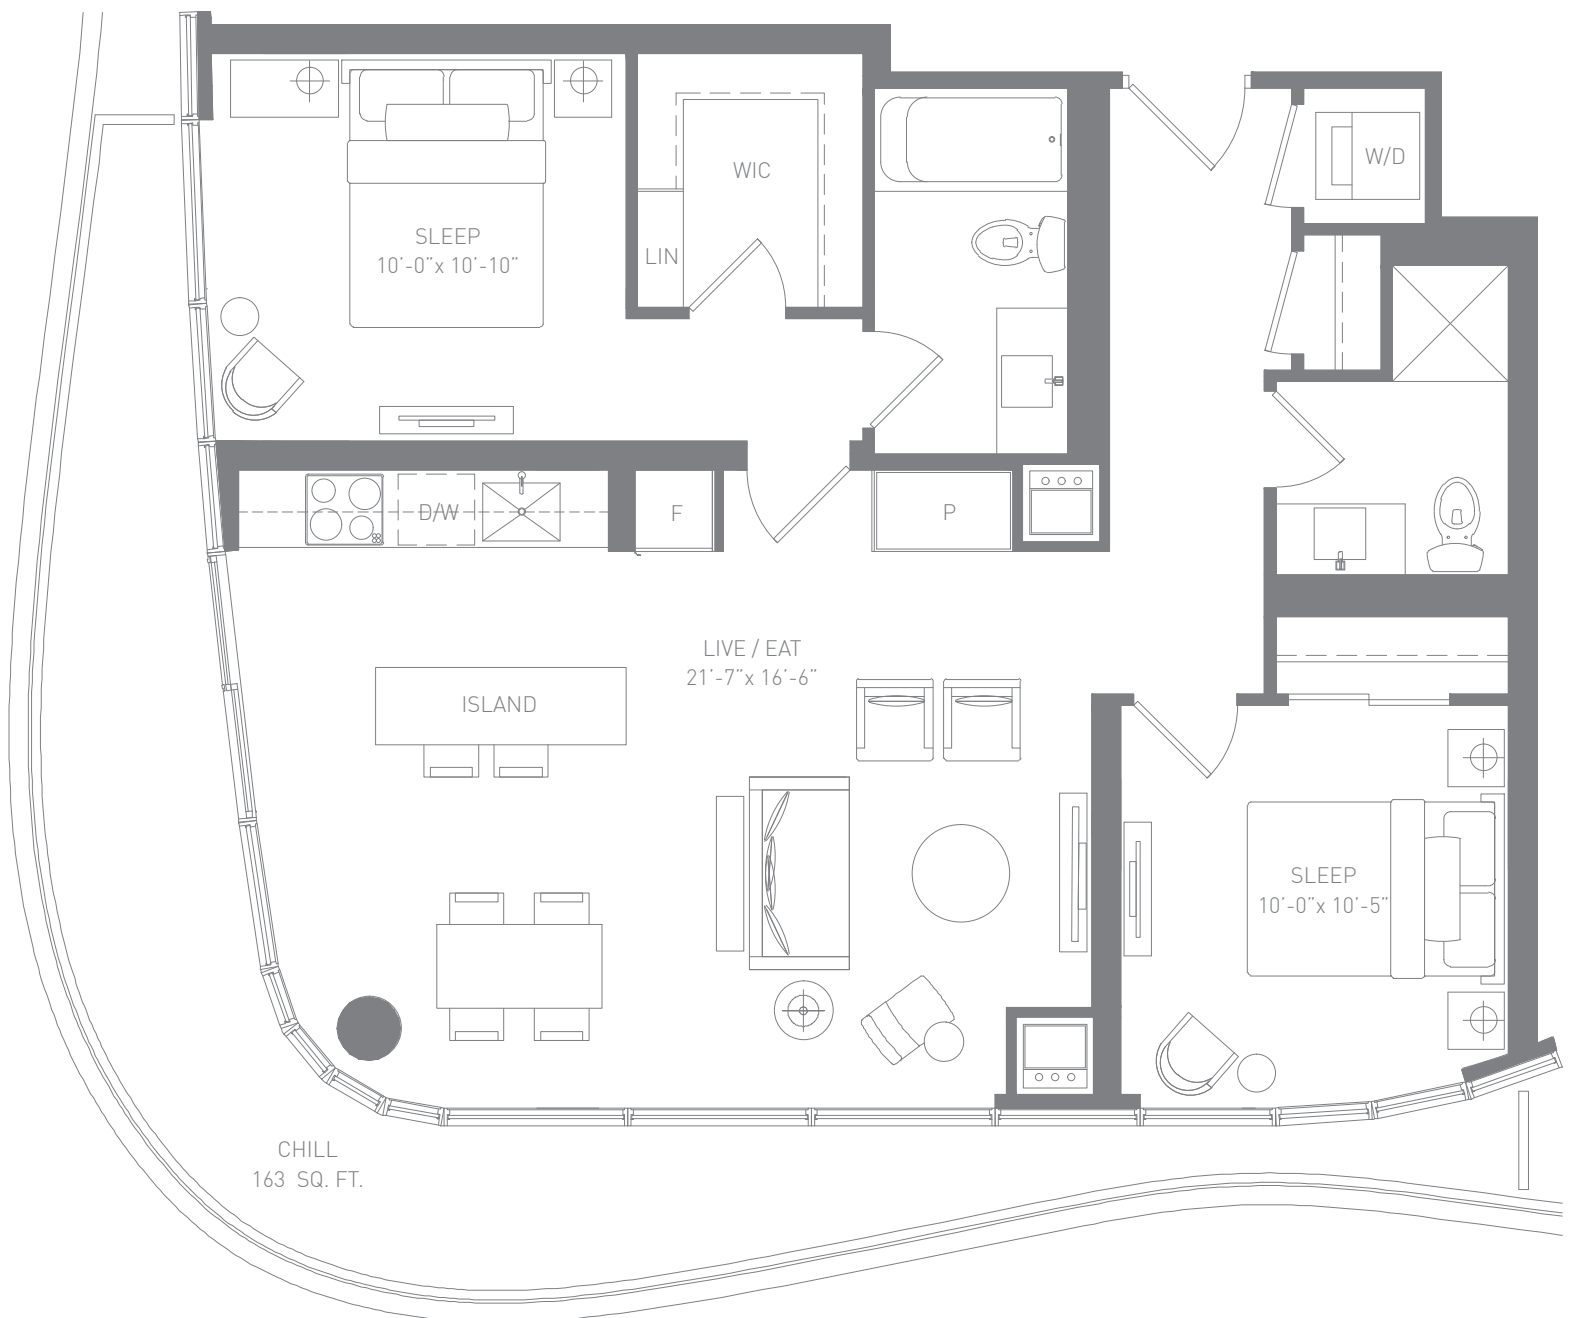 WIC
W/D
SLEEP
10'-0"x 10'-10"
LIN
D/W
F
P
LIVE / EAT
21'-7"x 16'-6"
ISLAND
SLEEP
10'-0"x 10'-5"
CHILL
163 SQ. FT.